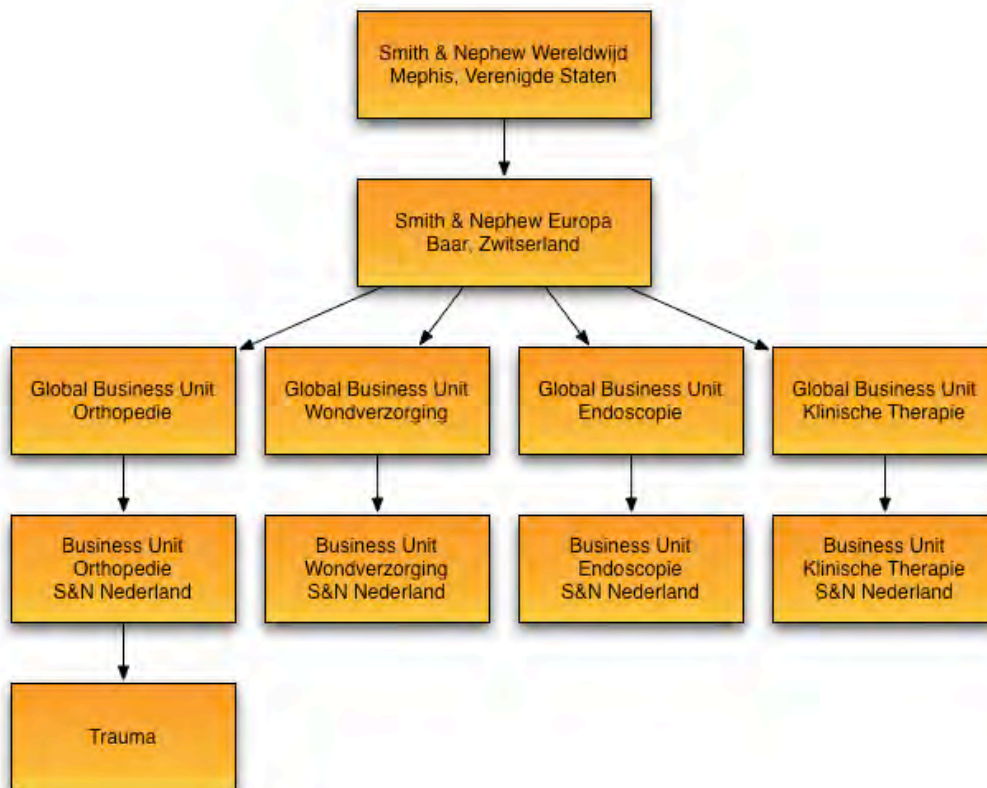 Smith & Nephew Wereldwijd
Mephis, Verenigde Staten
Smith & Nephew Europa
Baar, Zwitserland
Global Business Unit
Orthopedie
Global Business Unit
Wondverzorging
Global Business Unit
Endoscopie
Global Business Unit
Klinische Therapie
Business Unit
Orthopedie
S&N Nederland
Business Unit
Wondverzorging
S&N Nederland
Business Unit
Endoscopie
S&N Nederland
Business Unit
Klinische Therapie
S&N Nederland
Trauma